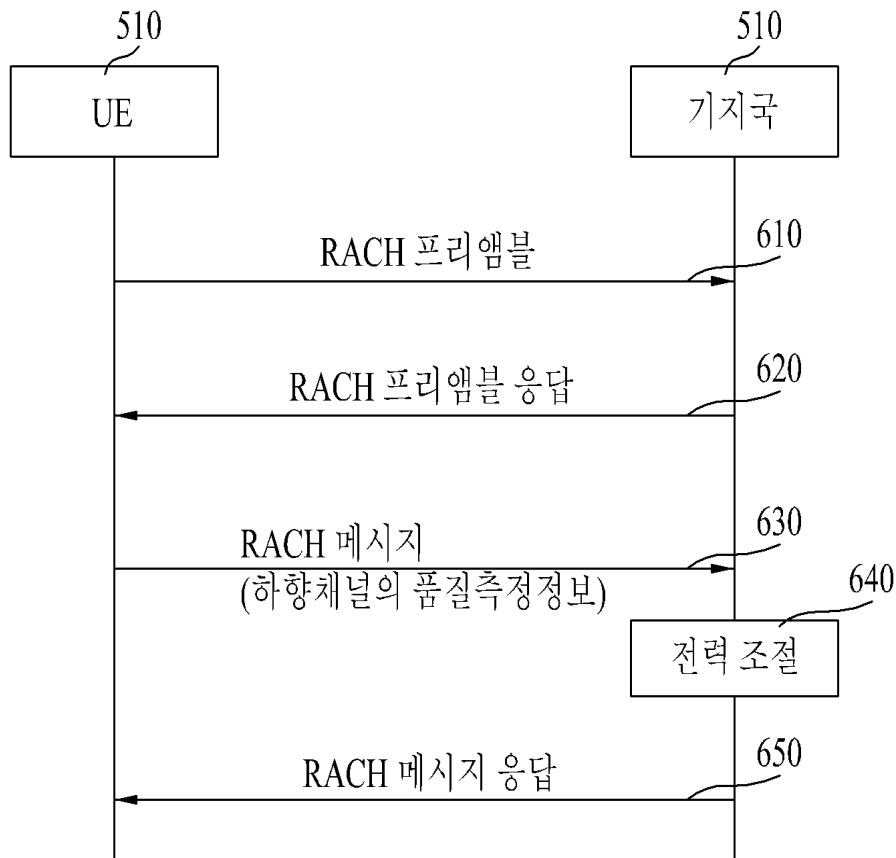 510
510
UE
기지국
RACH 프리앰블
610
RACH 프리앰블 응답
620
RACH 메시지
630
(하향채널의 품질측정정보)
640
전력 조절
RACH 메시지 응답
650